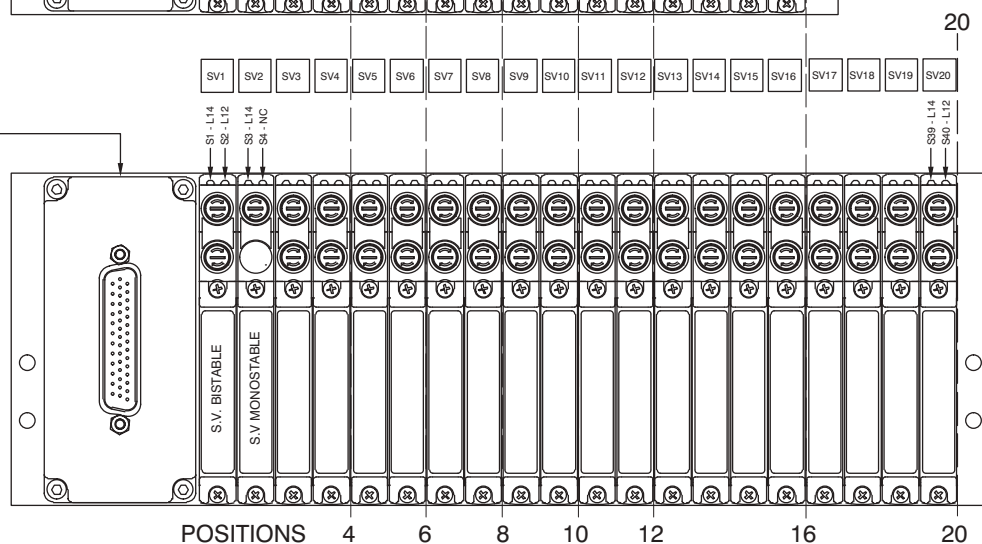 20
SV1 SV2 SV3 SV4 SV5 SV6 SV7 SV8 SV9 SV10 SV11 SV12 SV13 SV14 SV15 SV16 SV17 SV18 SV19 SV20
S1 - L14
S2 - L12
S3 - L14
S4 - NC
S39 - L14
S40 - L12
S.V. BISTABLE
S.V MONOSTABLE
POSITIONS 4 6 8 10 12 16 20